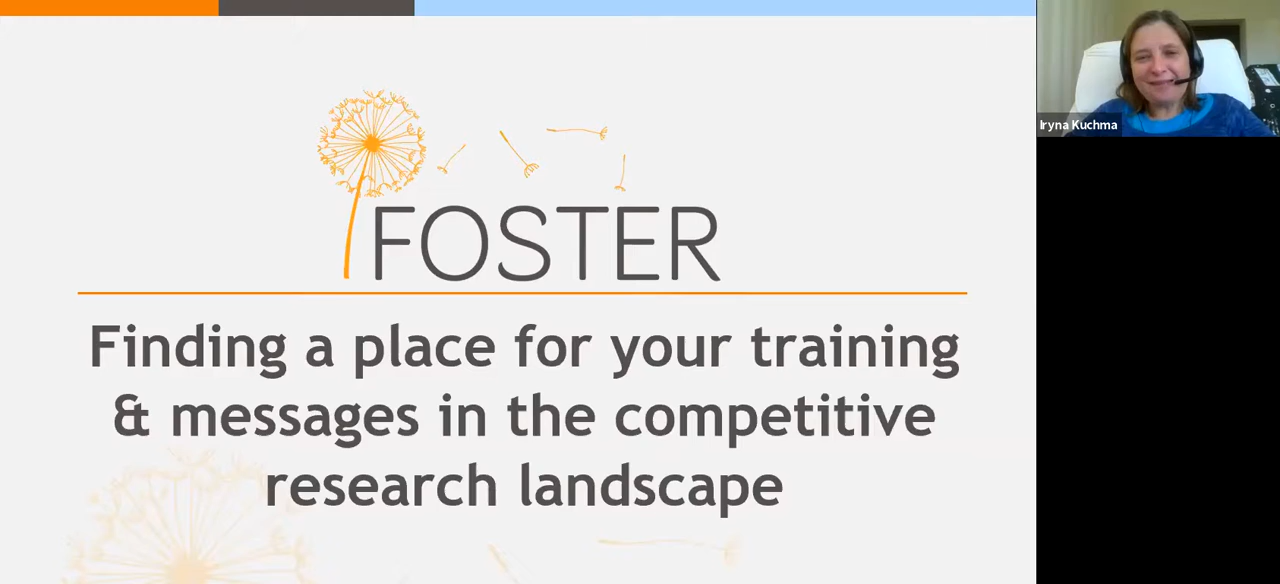 FOSTER
Finding a place for your training
& messages in the competitive
research landscape
Iryna Kuchma